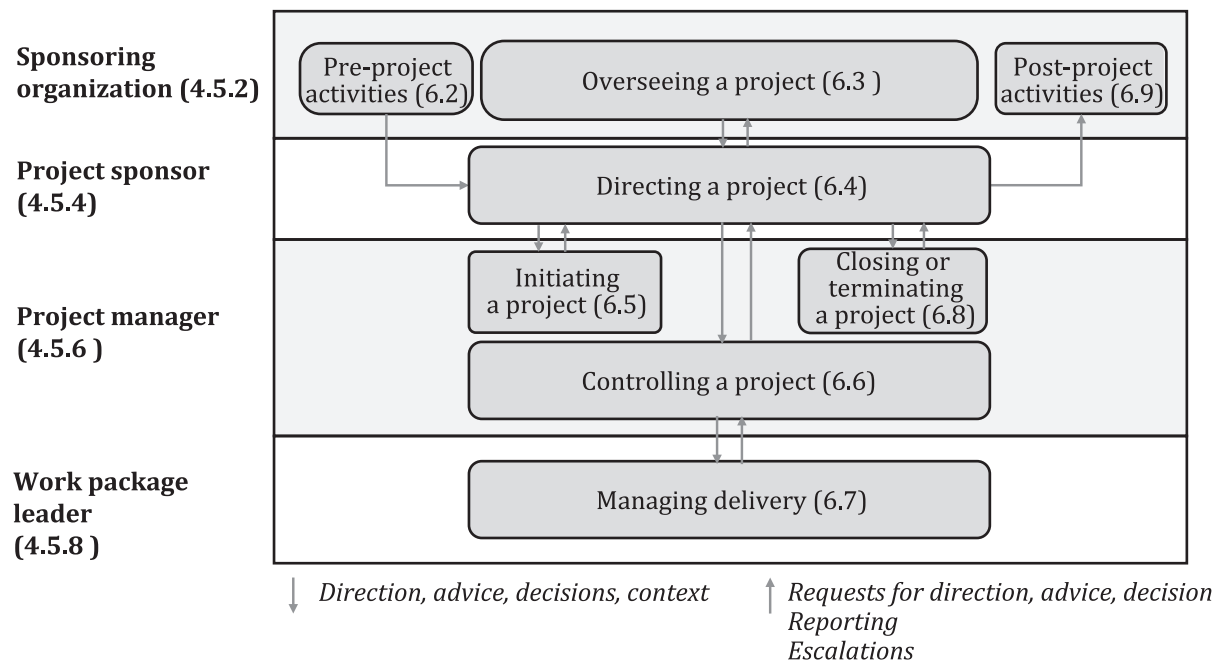 Sponsoring
organization (4.5.2)
Pre-project
activities (6.2)
Overseeing a project (6.3 )
Post-project
activities (6.9)
Project sponsor
(4.5.4)
Directing a project (6.4)
Project manager
(4.5.6 )
Initiating
a project (6.5)
Closing or
terminating
a project (6.8)
Controlling a project (6.6)
Work package
leader
(4.5.8 )
Managing delivery (6.7)
Direction, advice, decisions, context
Requests for direction, advice, decision
Reporting
Escalations